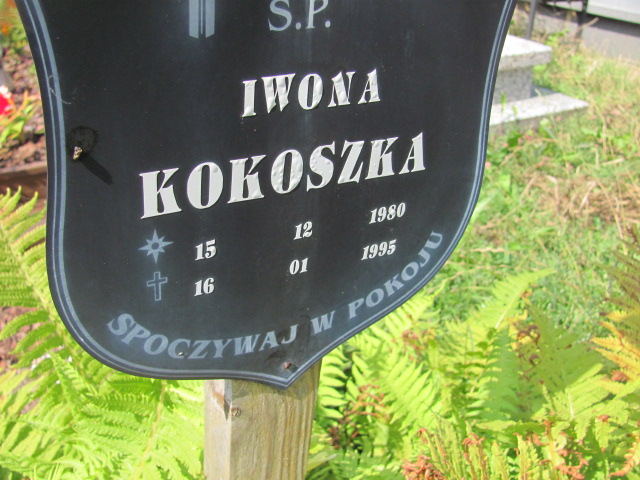 S.P.
IWONA
KOKOSZKA
15 12 1980
16 01 1995
SPOCZYWAJ W POKOJU